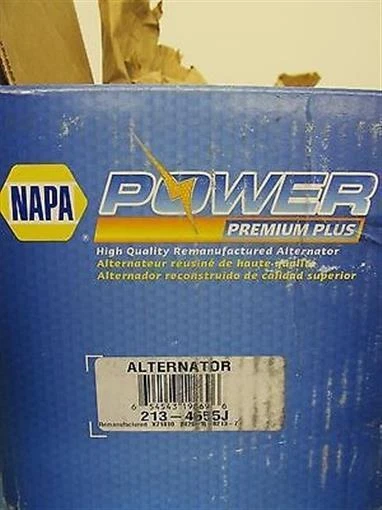 NAPA
®
POWER
PREMIUM PLUS
High Quality Remanufactured Alternator
Alternateur réusiné de haute qualité
Alternador reconstruido de calidad superior
ALTERNATOR
213-4655J
Remanufactured